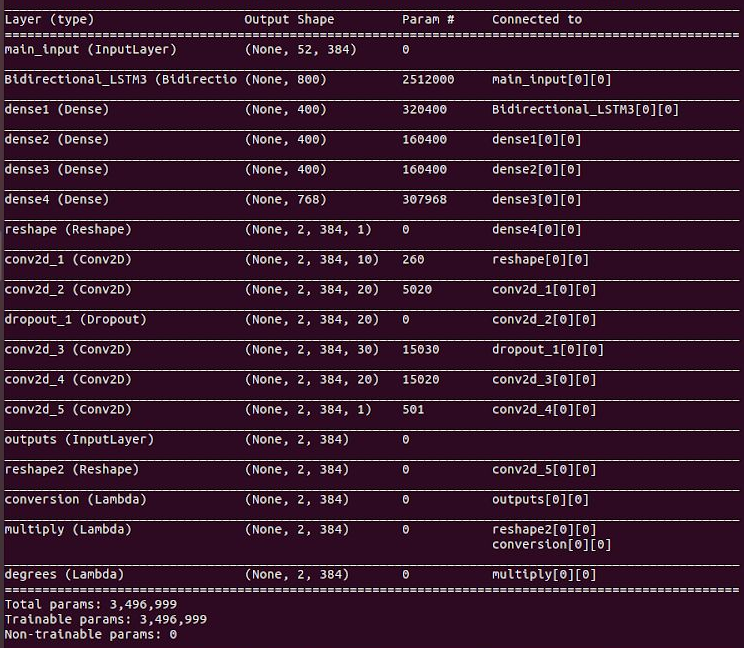 Layer (type) Output Shape Param # Connected to
main_input (InputLayer) (None, 52, 384) 0
Bidirectional_LSTM3 (Bidirectio (None, 800) 2512000 main_input[0][0]
dense1 (Dense) (None, 400) 320400 Bidirectional_LSTM3[0][0]
dense2 (Dense) (None, 400) 160400 dense1[0][0]
dense3 (Dense) (None, 400) 160400 dense2[0][0]
dense4 (Dense) (None, 768) 307968 dense3[0][0]
reshape (Reshape) (None, 2, 384, 1) 0 dense4[0][0]
conv2d_1 (Conv2D) (None, 2, 384, 10) 260 reshape[0][0]
conv2d_2 (Conv2D) (None, 2, 384, 20) 5020 conv2d_1[0][0]
dropout_1 (Dropout) (None, 2, 384, 20) 0 conv2d_2[0][0]
conv2d_3 (Conv2D) (None, 2, 384, 30) 15030 dropout_1[0][0]
conv2d_4 (Conv2D) (None, 2, 384, 20) 15020 conv2d_3[0][0]
conv2d_5 (Conv2D) (None, 2, 384, 1) 501 conv2d_4[0][0]
outputs (InputLayer) (None, 2, 384) 0
reshape2 (Reshape) (None, 2, 384) 0 conv2d_5[0][0]
conversion (Lambda) (None, 2, 384) 0 outputs[0][0]
multiply (Lambda) (None, 2, 384) 0 reshape2[0][0]
conversion[0][0]
degrees (Lambda) (None, 2, 384) 0 multiply[0][0]
Total params: 3,496,999
Trainable params: 3,496,999
Non-trainable params: 0